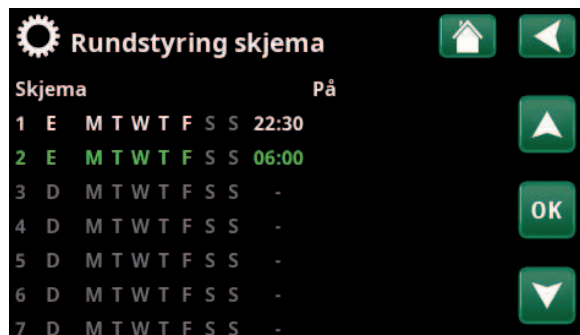 Rundstyring skjema
Skjema På
1 E M T W T F S S 22:30
2 E M T W T F S S 06:00
3 D M T W T F S S -
4 D M T W T F S S -
OK
5 D M T W T F S S -
6 D M T W T F S S -
7 D M T W T F S S -